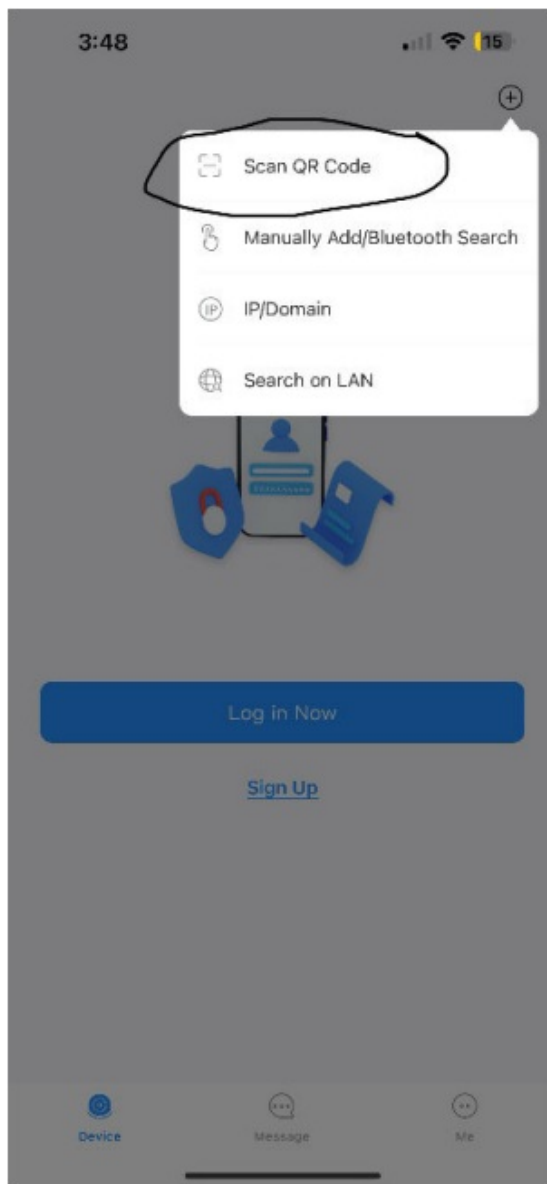 3:48
15
Scan QR Code
Manually Add/Bluetooth Search
IP
IP/Domain
Search on LAN
Log in Now
Sign Up
Device
Message
Me